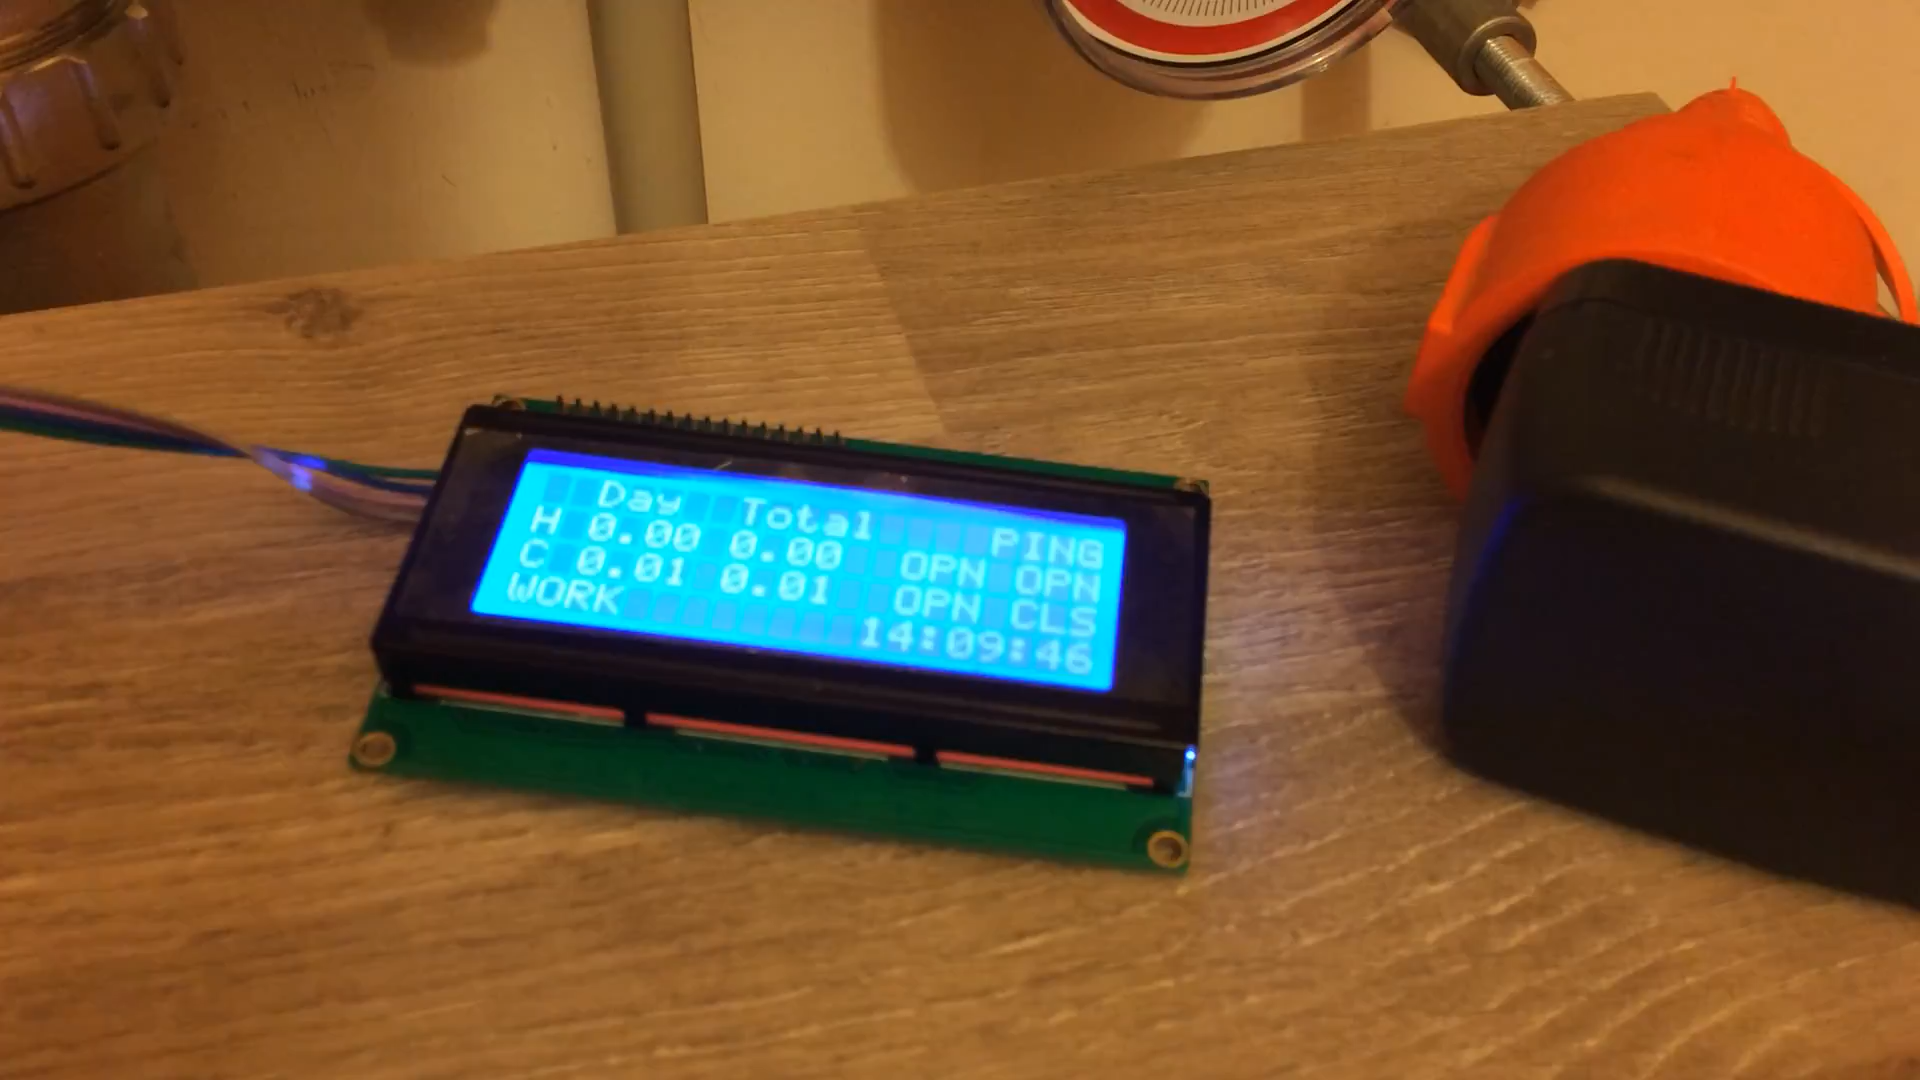 Day Total PING
H 0.00 0.00 OPN OPN
C 0.01 0.01 OPN CLS
WORK 14:09:46